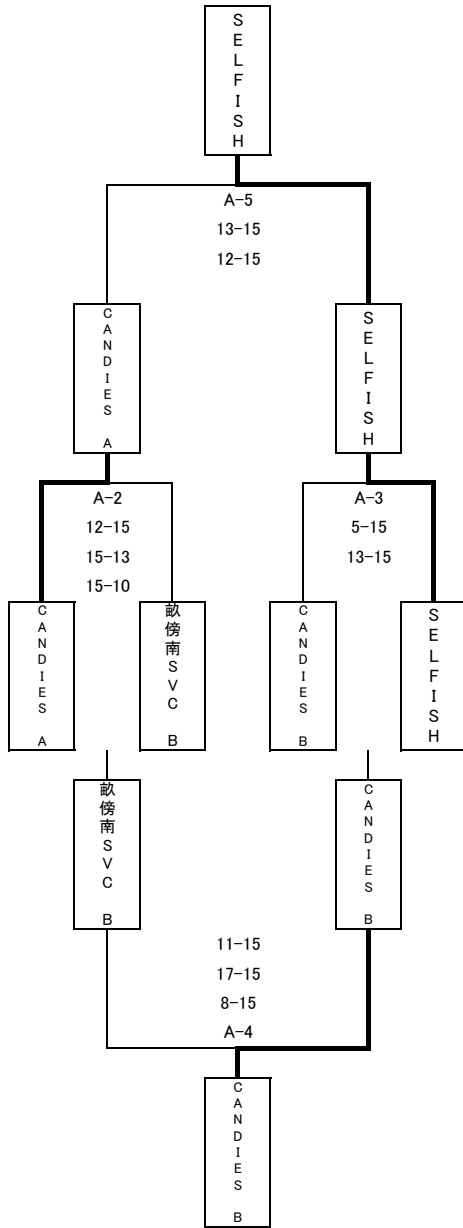 SELFISH
A-5
13-15
12-15
CANDIES A
SELFISH
A-2
12-15
15-13
15-10
A-3
5-15
13-15
CANDIES A
畝傍南SVC B
CANDIES B
SELFISH
畝傍南SVC B
CANDIES B
11-15
17-15
8-15
A-4
CANDIES B